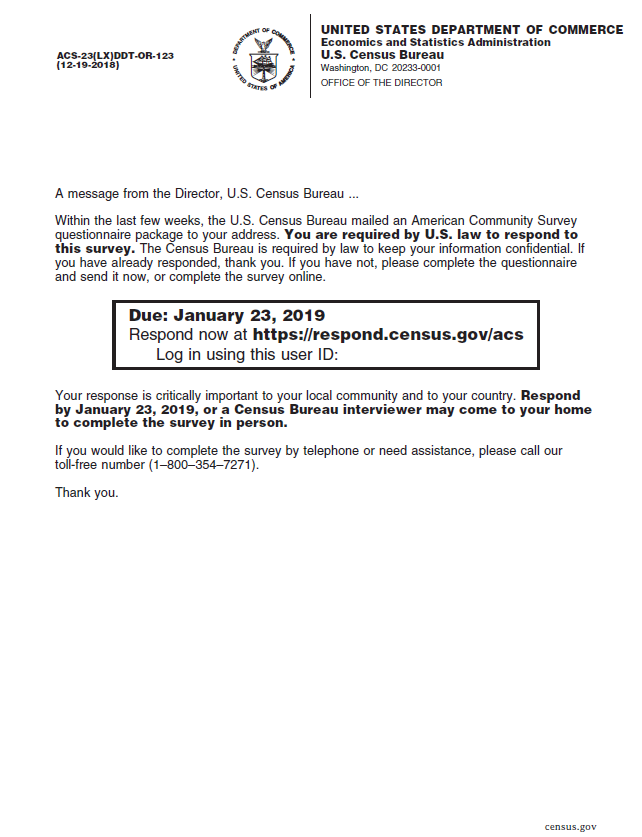 ACS-23(LX)DDT-OR-123
(12-19-2018)
DEPARTMENT OF COMMERCE
UNITED STATES OF AMERICA
UNITED STATES DEPARTMENT OF COMMERCE
Economics and Statistics Administration
U.S. Census Bureau
Washington, DC 20233-0001
OFFICE OF THE DIRECTOR
A message from the Director, U.S. Census Bureau ...
Within the last few weeks, the U.S. Census Bureau mailed an American Community Survey
questionnaire package to your address. You are required by U.S. law to respond to
this survey. The Census Bureau is required by law to keep your information confidential. If
you have already responded, thank you. If you have not, please complete the questionnaire
and send it now, or complete the survey online.
Due: January 23, 2019
Respond now at https://respond.census.gov/acs
Log in using this user ID:
Your response is critically important to your local community and to your country. Respond
by January 23, 2019, or a Census Bureau interviewer may come to your home
to complete the survey in person.
If you would like to complete the survey by telephone or need assistance, please call our
toll-free number (1–800–354–7271).
Thank you.
census.gov